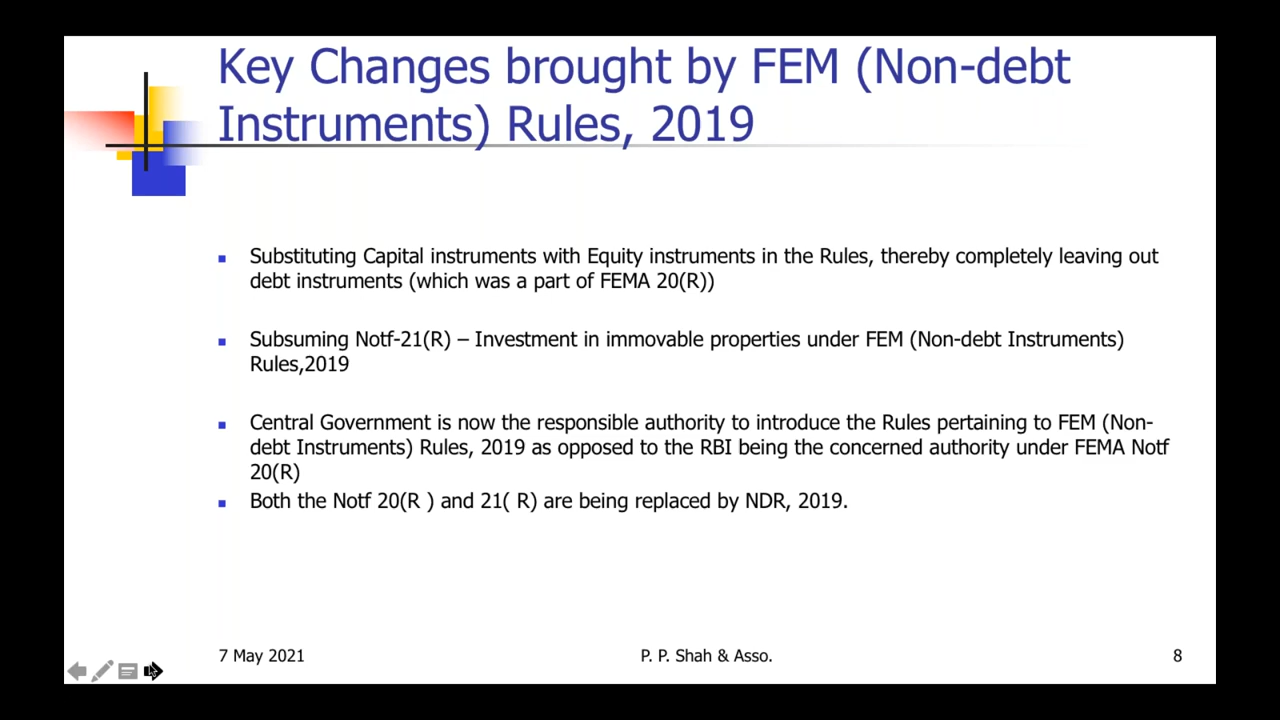 Key Changes brought by FEM (Non-debt
Instruments) Rules, 2019
Substituting Capital instruments with Equity instruments in the Rules, thereby completely leaving out
debt instruments (which was a part of FEMA 20(R))
Subsuming Notf-21(R) – Investment in immovable properties under FEM (Non-debt Instruments)
Rules,2019
Central Government is now the responsible authority to introduce the Rules pertaining to FEM (Non-
debt Instruments) Rules, 2019 as opposed to the RBI being the concerned authority under FEMA Notf
20(R)
Both the Notf 20(R ) and 21( R) are being replaced by NDR, 2019.
7 May 2021
P. P. Shah & Asso.
8